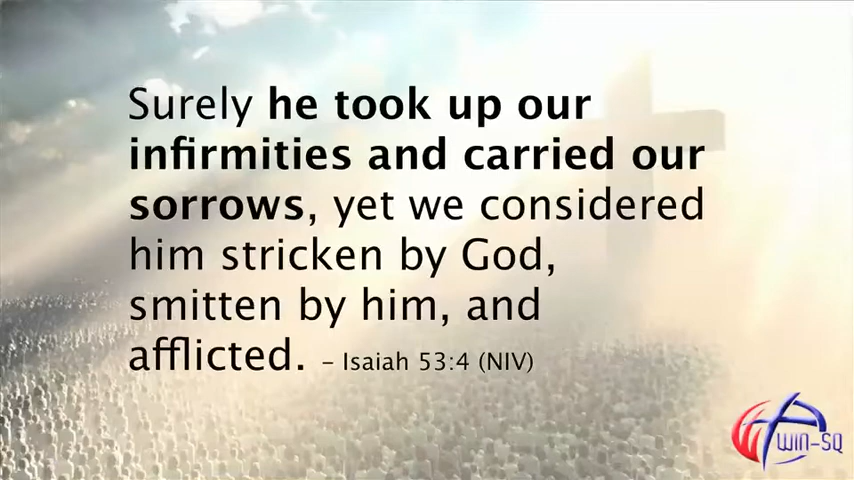 Surely he took up our
infirmities and carried our
sorrows, yet we considered
him stricken by God,
smitten by him, and
afflicted. – Isaiah 53:4 (NIV)
WIN-SQ